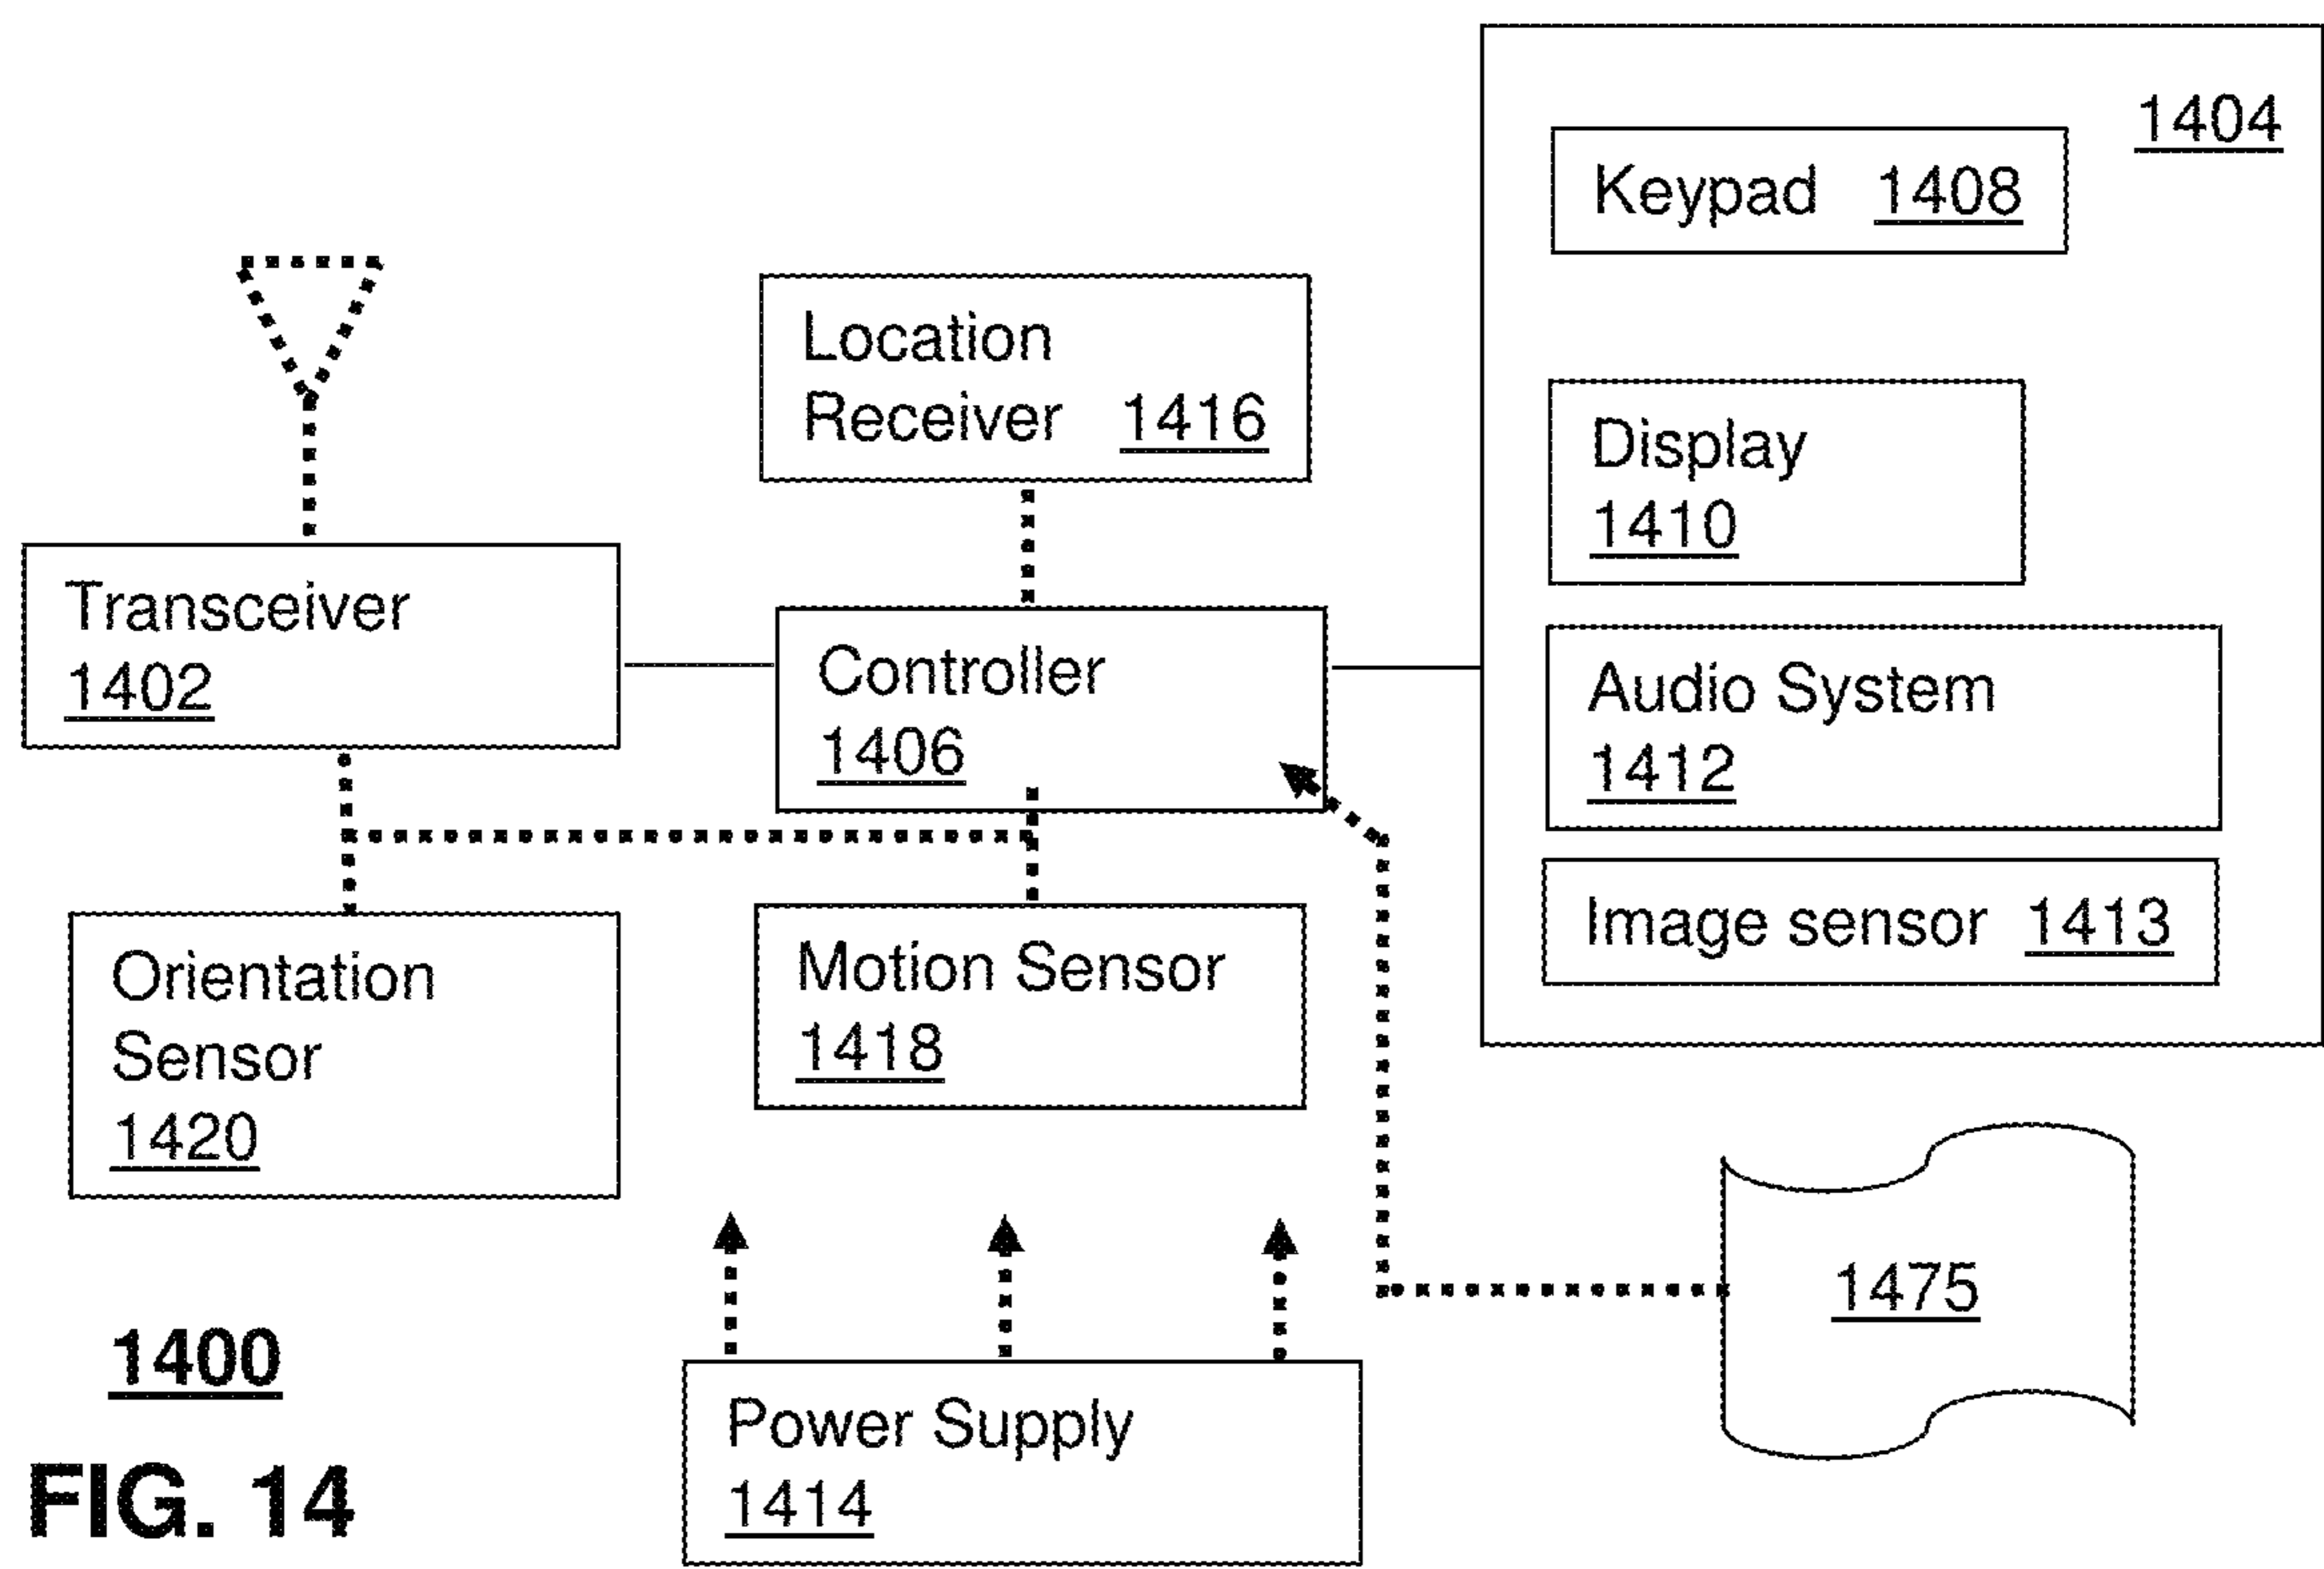 1404
Keypad 1408
Location
Receiver 1416
Display
1410
Transceiver
1402
Controller
1406
Audio System
1412
Image sensor 1413
Orientation
Sensor
1420
Motion Sensor
1418
1475
Power Supply
1414
1400
FIG. 14